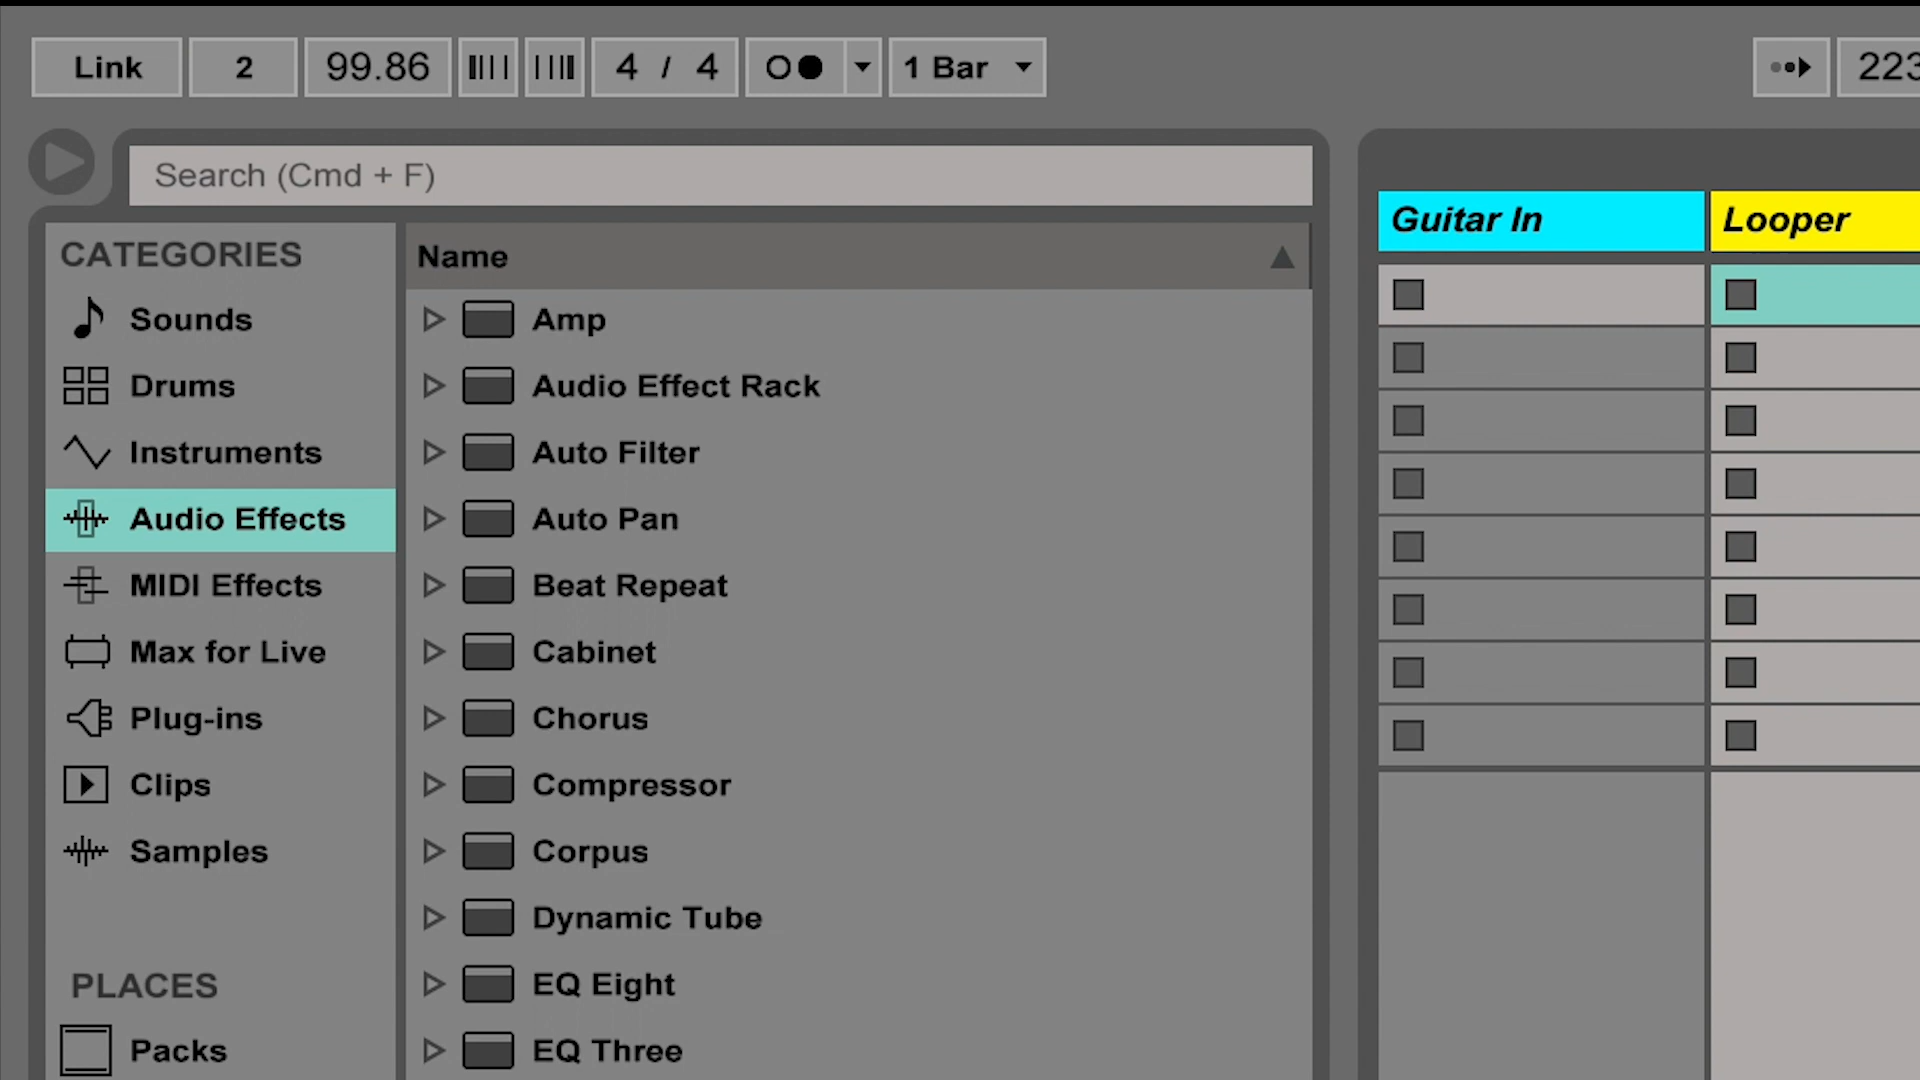 Link 2 99.86 4 / 4 1 Bar 223
Search (Cmd + F)
CATEGORIES
Sounds
Drums
Instruments
Audio Effects
MIDI Effects
Max for Live
Plug-ins
Clips
Samples
PLACES
Packs
Name
Amp
Audio Effect Rack
Auto Filter
Auto Pan
Beat Repeat
Cabinet
Chorus
Compressor
Corpus
Dynamic Tube
EQ Eight
EQ Three
Guitar In
Looper